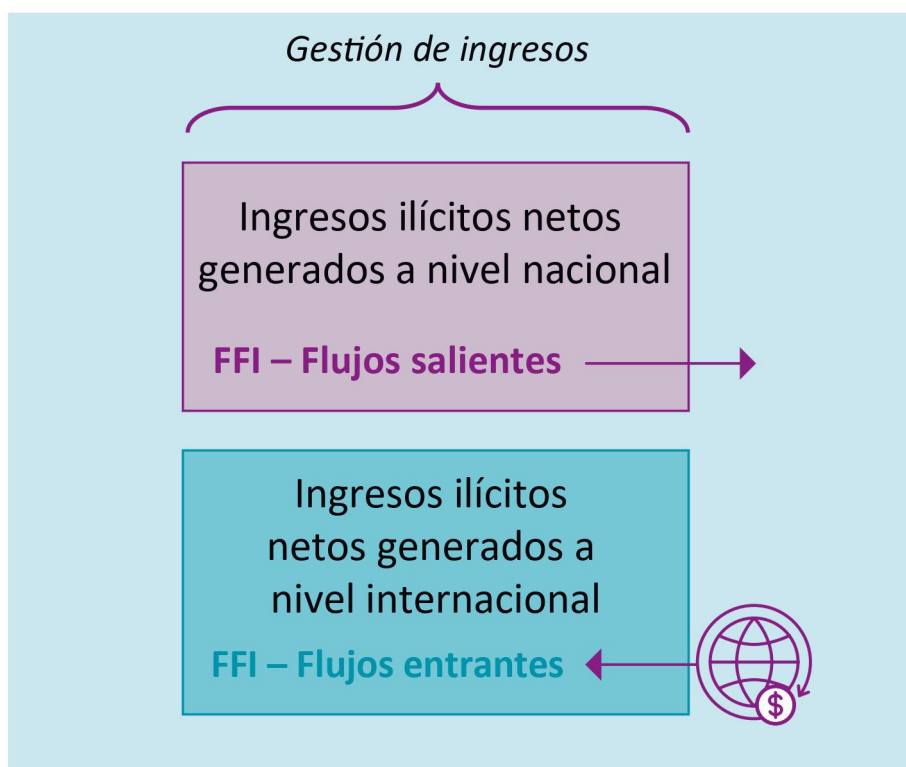 Gestión de ingresos
Ingresos ilícitos netos
generados a nivel nacional
FFI – Flujos salientes
Ingresos ilícitos
netos generados a
nivel internacional
FFI – Flujos entrantes
$